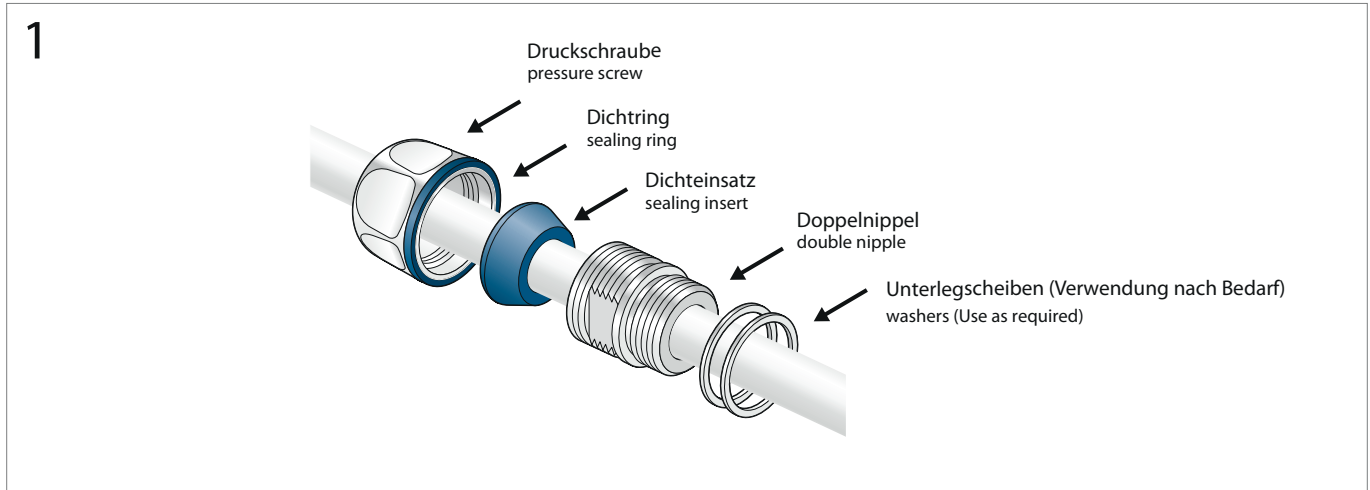 1
Druckschraube
pressure screw
Dichtring
sealing ring
Dichteinsatz
sealing insert
Doppelnippel
double nipple
Unterlegscheiben (Verwendung nach Bedarf)
washers (Use as required)